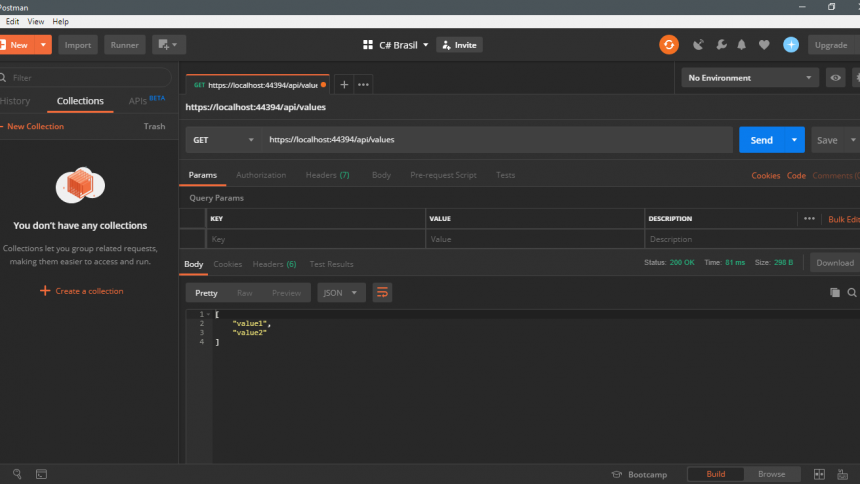 Postman
Edit View Help
New Import Runner C# Brasil Invite Upgrade
Filter
History Collections APIs BETA
New Collection Trash
You don't have any collections
Collections let you group related requests,
making them easier to access and run.
Create a collection
GET https://localhost:44394/api/value
No Environment
https://localhost:44394/api/values
GET https://localhost:44394/api/values Send Save
Params Authorization Headers (7) Body Pre-request Script Tests Cookies Code Comments
Query Params
KEY VALUE DESCRIPTION ••• Bulk Edit
Key Value Description
Body Cookies Headers (6) Test Results Status: 200 OK Time: 81 ms Size: 298 B Download
Pretty Raw Preview JSON
1 [
2 "value1",
3 "value2"
4 ]
Bootcamp Build Browse